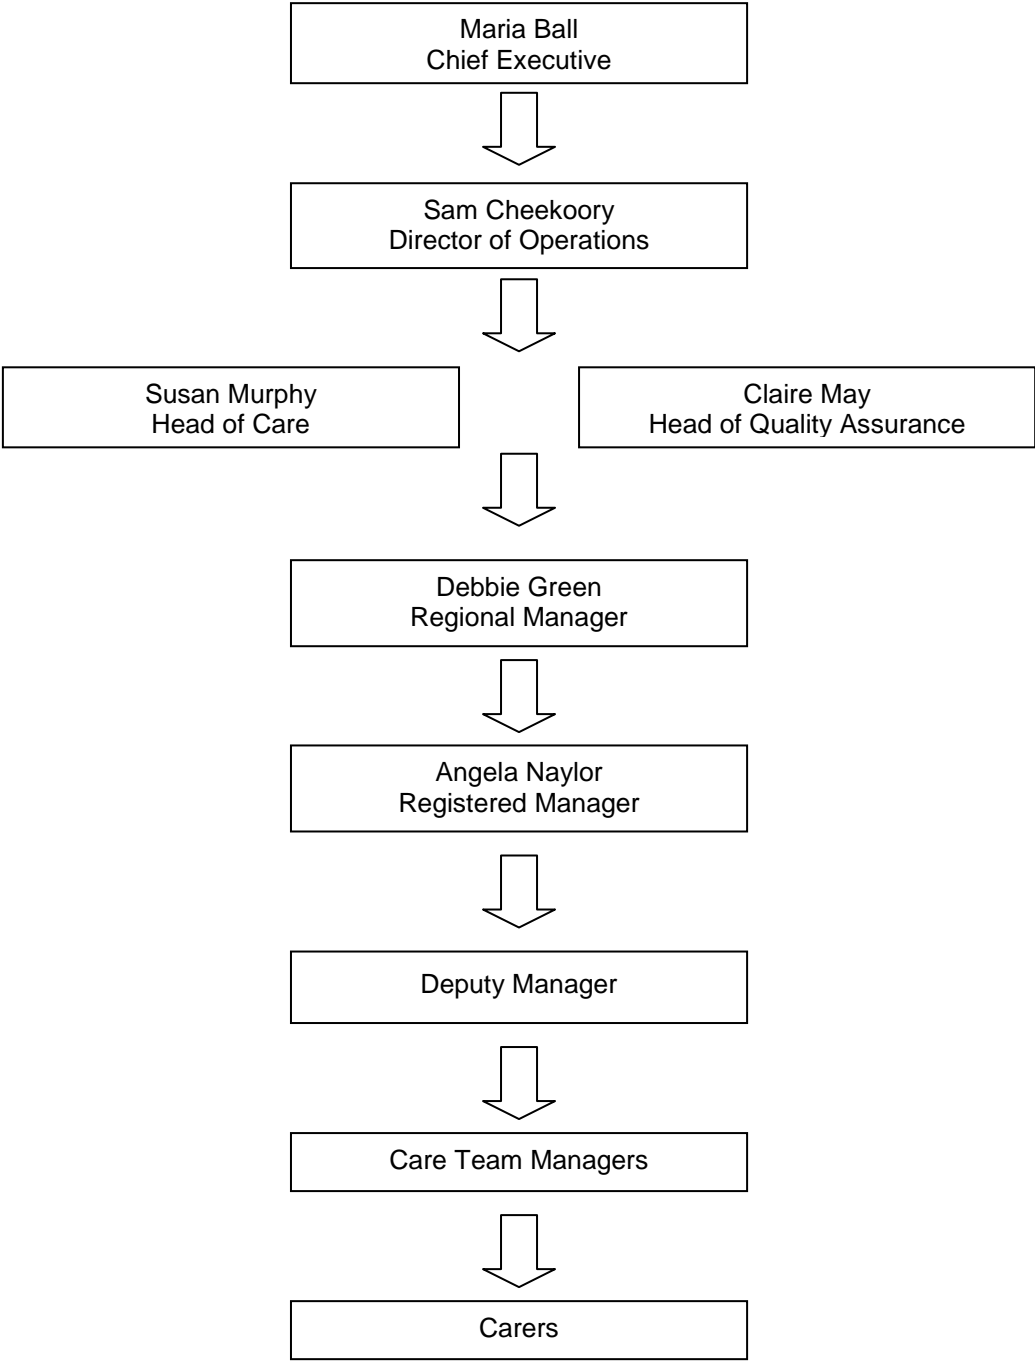 Maria Ball
Chief Executive
Sam Cheekoory
Director of Operations
Susan Murphy
Head of Care
Claire May
Head of Quality Assurance
Debbie Green
Regional Manager
Angela Naylor
Registered Manager
Deputy Manager
Care Team Managers
Carers